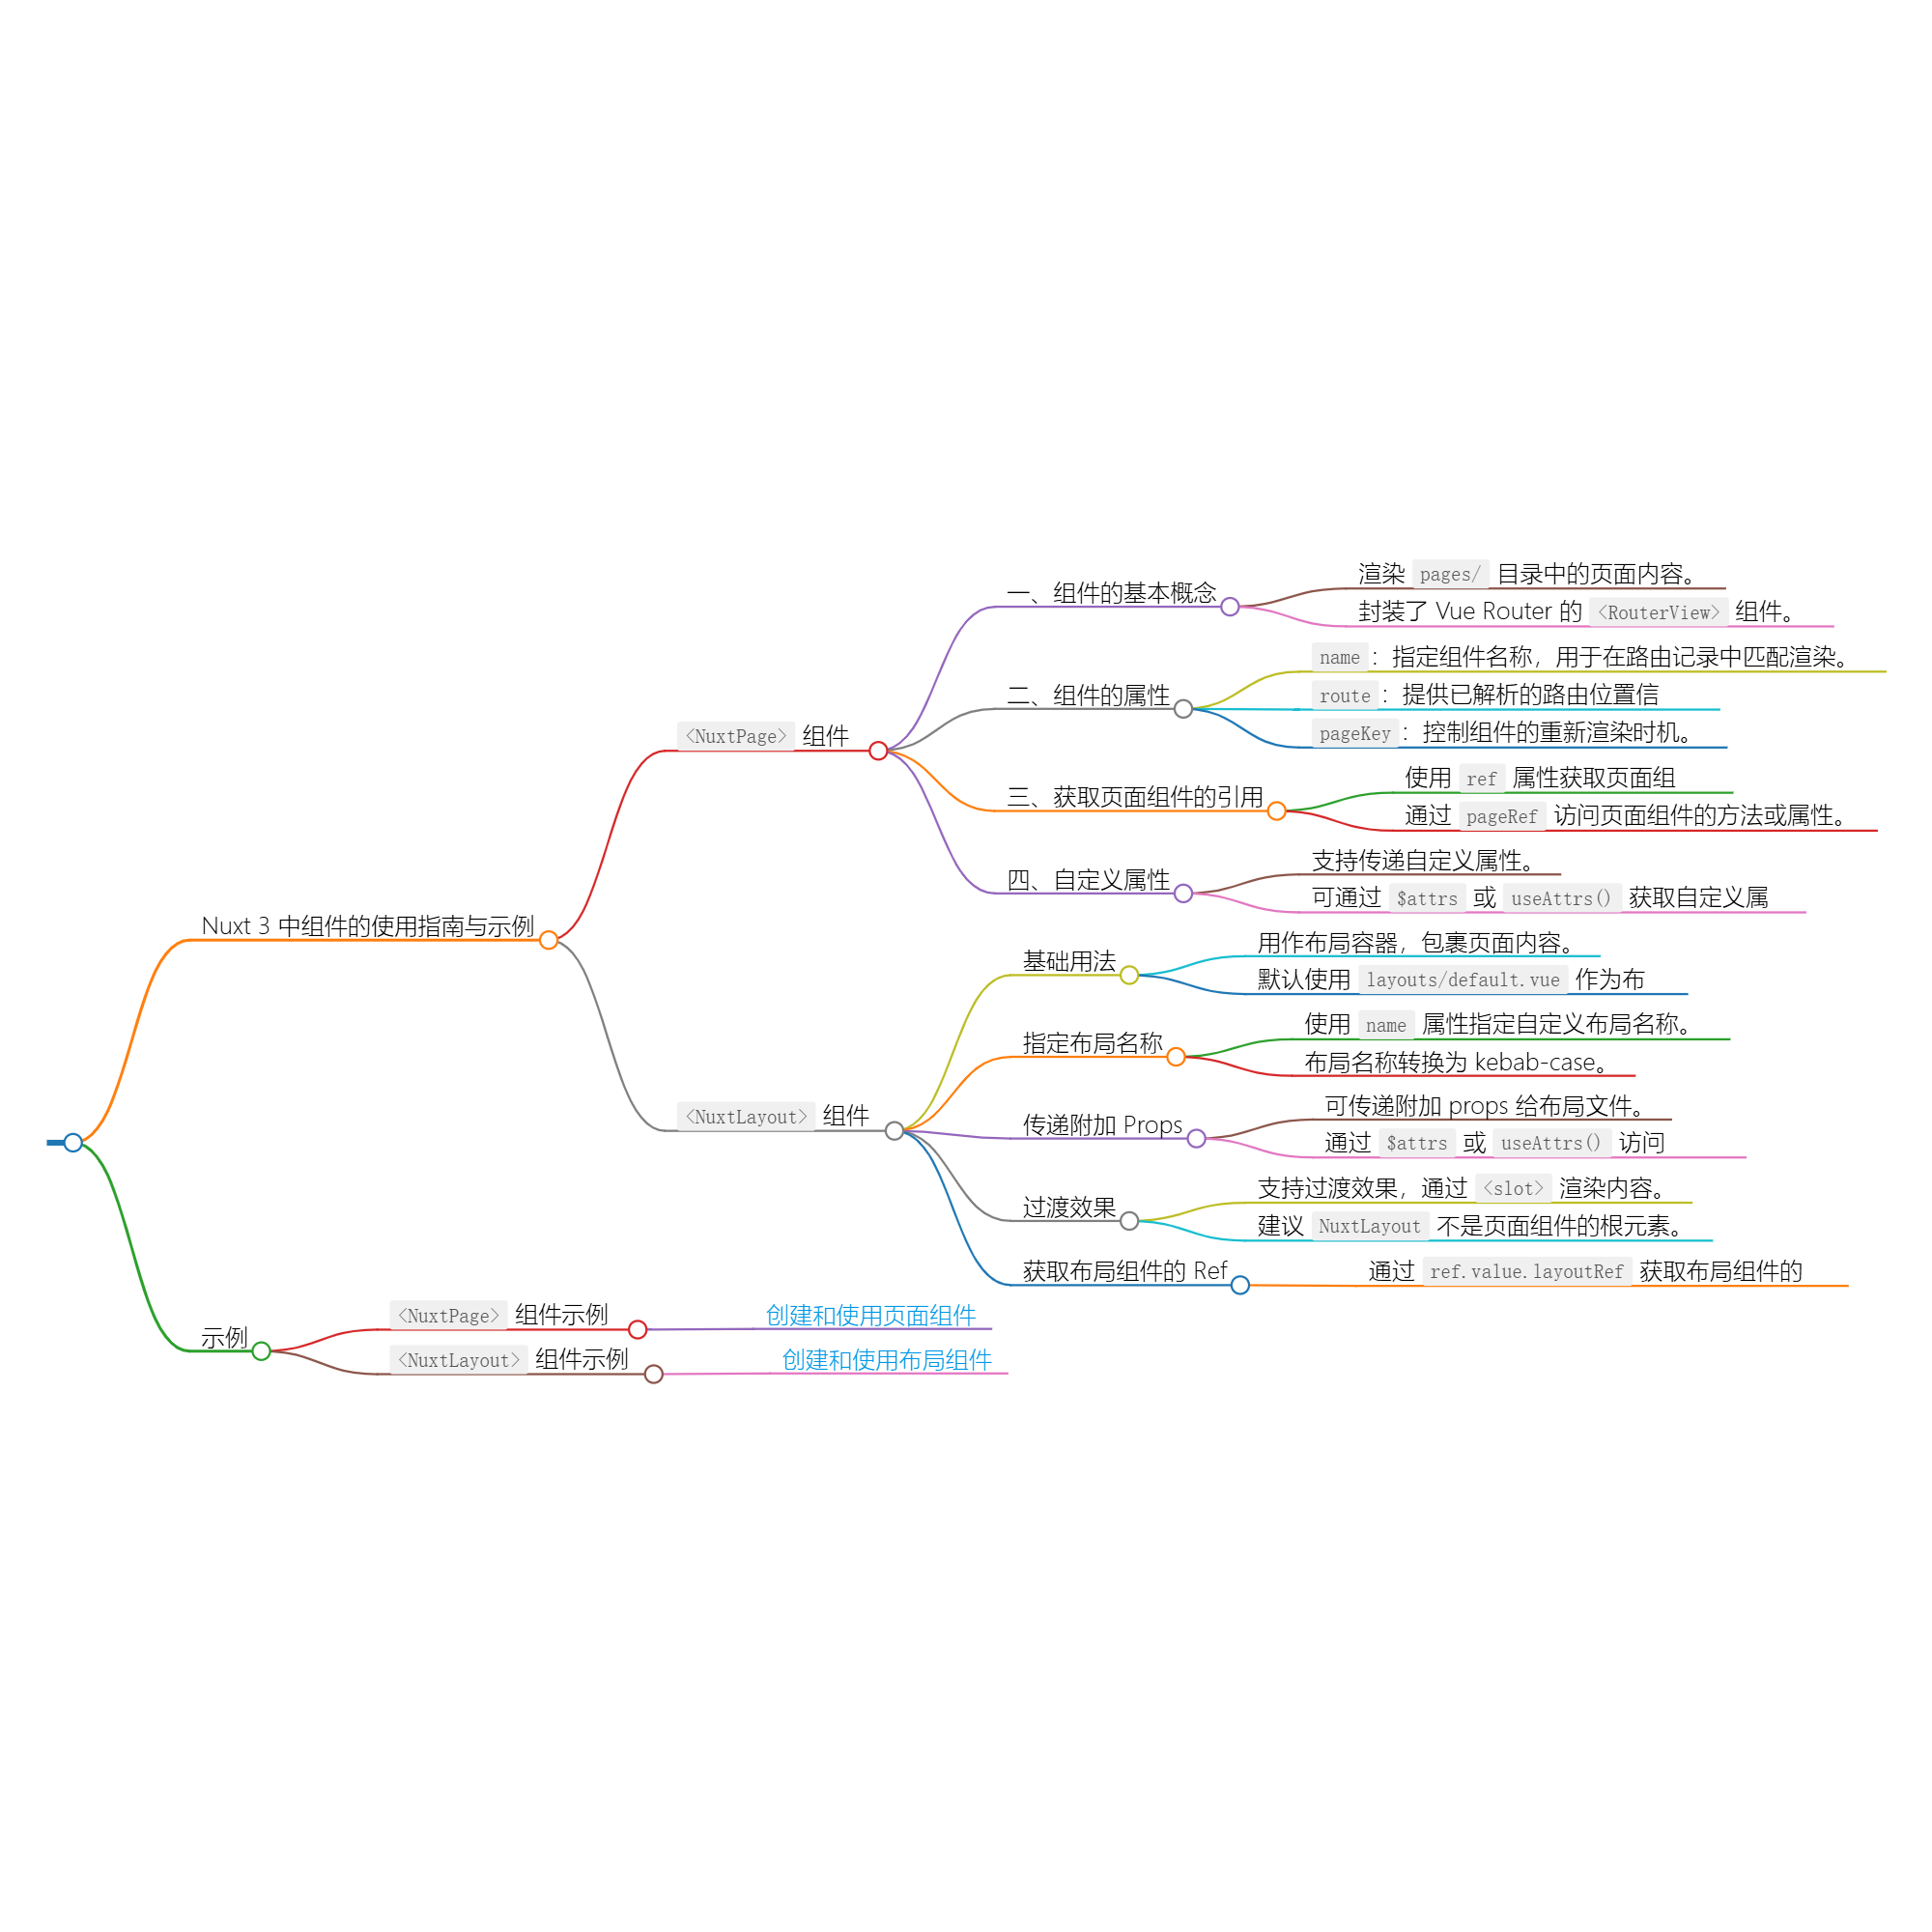 Nuxt 3 中组件的使用指南与示例
<NuxtPage> 组件
一、组件的基本概念
渲染 pages/ 目录中的页面内容。
封装了 Vue Router 的 <RouterView> 组件。
二、组件的属性
name：指定组件名称，用于在路由记录中匹配渲染。
route：提供已解析的路由位置信
pageKey：控制组件的重新渲染时机。
三、获取页面组件的引用
使用 ref 属性获取页面组
通过 pageRef 访问页面组件的方法或属性。
四、自定义属性
支持传递自定义属性。
可通过 $attrs 或 useAttrs() 获取自定义属
<NuxtLayout> 组件
基础用法
用作布局容器，包裹页面内容。
默认使用 layouts/default.vue 作为布
指定布局名称
使用 name 属性指定自定义布局名称。
布局名称转换为 kebab-case。
传递附加 Props
可传递附加 props 给布局文件。
通过 $attrs 或 useAttrs() 访问
过渡效果
支持过渡效果，通过 <slot> 渲染内容。
建议 NuxtLayout 不是页面组件的根元素。
获取布局组件的 Ref
通过 ref.value.layoutRef 获取布局组件的
示例
<NuxtPage> 组件示例
创建和使用页面组件
<NuxtLayout> 组件示例
创建和使用布局组件